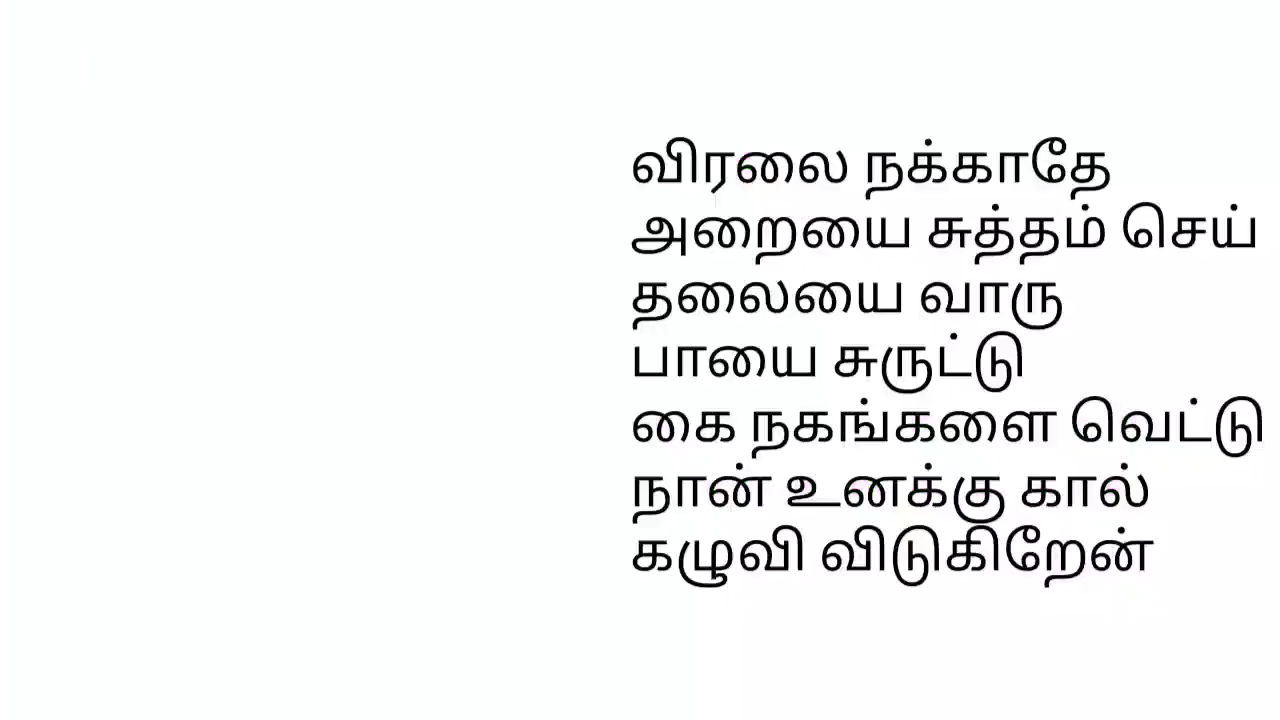 விரலை நக்காதே
அறையை சுத்தம் செய்
தலையை வாரு
பாயை சுருட்டு
கை நகங்களை வெட்டு
நான் உனக்கு கால்
கழுவி விடுகிறேன்